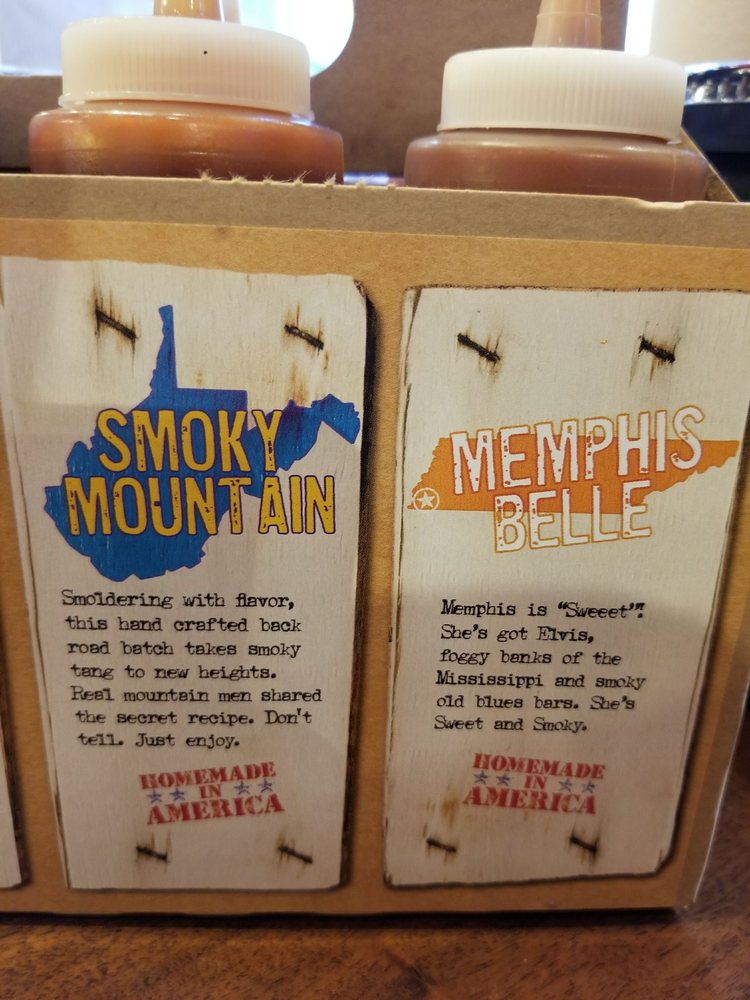 SMOKY
MOUNTAIN
Smoldering with flavor,
this hand crafted back
road batch takes smoky
tang to new heights.
Real mountain men shared
the secret recipe. Don't
tell. Just enjoy.
HOMEMADE
IN
AMERICA
MEMPHIS
BELLE
Memphis is "Sweeet"!
She's got Elvis,
foggy banks of the
Mississippi and smoky
old blues bars. She's
Sweet and Smoky.
HOMEMADE
IN
AMERICA